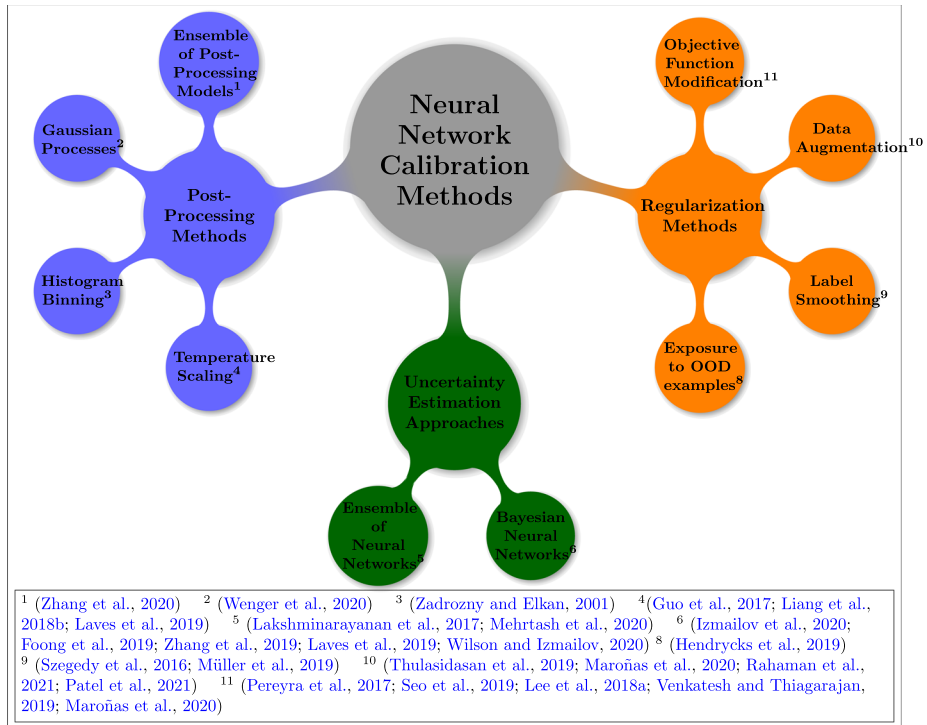 Neural
Network
Calibration
Methods
Post-
Processing
Methods
Ensemble
of Post-
Processing
Models¹
Gaussian
Processes²
Histogram
Binning³
Temperature
Scaling⁴
Uncertainty
Estimation
Approaches
Ensemble
of
Neural
Networks⁵
Bayesian
Neural
Networks⁶
Regularization
Methods
Exposure
to OOD
examples⁸
Label
Smoothing⁹
Data
Augmentation¹⁰
Objective
Function
Modification¹¹
¹ (Zhang et al., 2020) ² (Wenger et al., 2020) ³ (Zadrozny and Elkan, 2001) ⁴(Guo et al., 2017; Liang et al.,
2018b; Laves et al., 2019) ⁵ (Lakshminarayanan et al., 2017; Mehrtash et al., 2020) ⁶ (Izmailov et al., 2020;
Foong et al., 2019; Zhang et al., 2019; Laves et al., 2019; Wilson and Izmailov, 2020) ⁸ (Hendrycks et al., 2019)
⁹ (Szegedy et al., 2016; Müller et al., 2019) ¹⁰ (Thulasidasan et al., 2019; Maroñas et al., 2020; Rahaman et al.,
2021; Patel et al., 2021) ¹¹ (Pereyra et al., 2017; Seo et al., 2019; Lee et al., 2018a; Venkatesh and Thiagarajan,
2019; Maroñas et al., 2020)